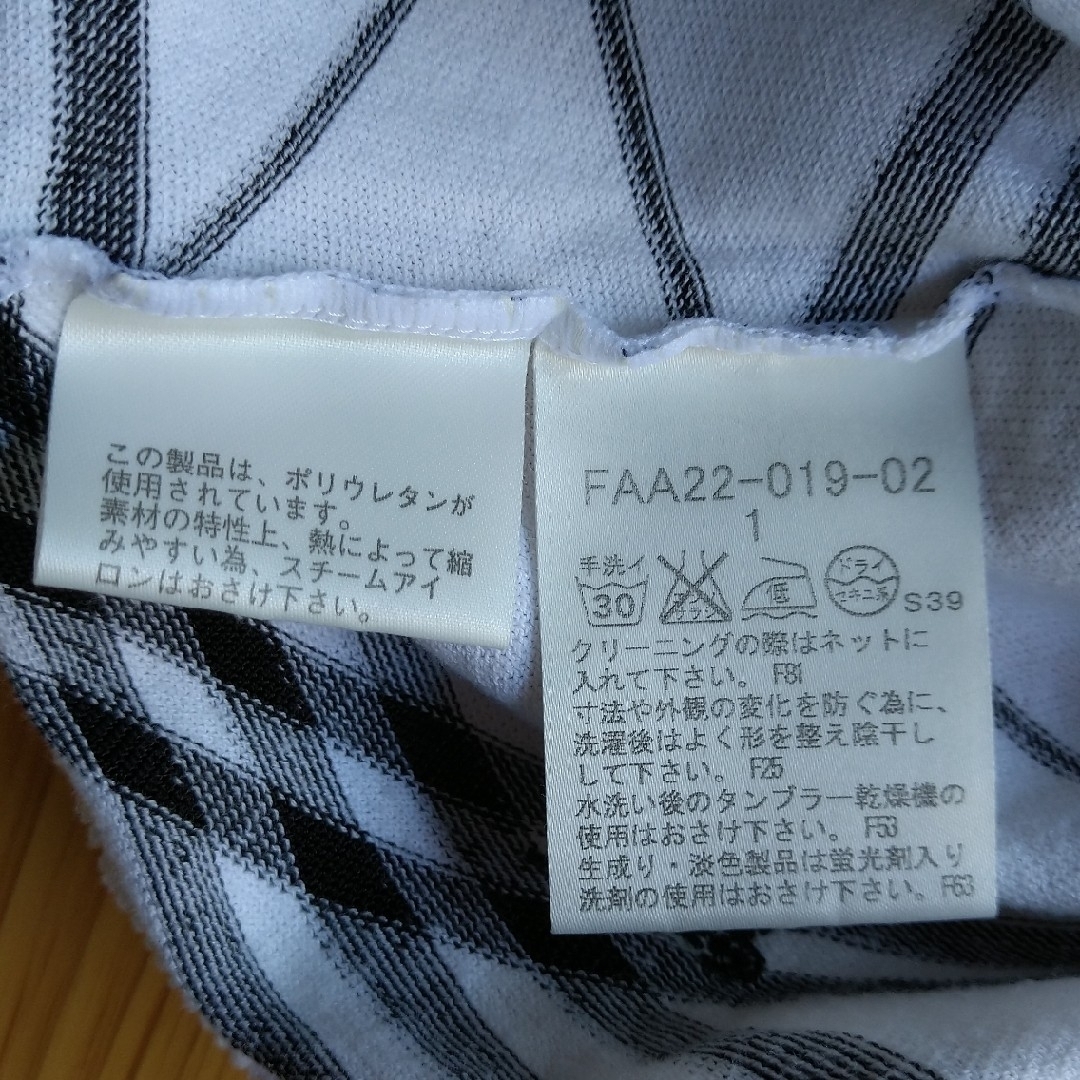 この製品は、ポリウレタンが
使用されています。
素材の特性上、熱によって縮
みやすい為、スチームアイ
ロンはおさけ下さい。
FAA22-019-02
1
手洗イ
30
低
ドライ
セキユ系
S39
クリーニングの際はネットに
入れて下さい。 F81
寸法や外観の変化を防ぐ為に、
洗濯後はよく形を整え陰干し
して下さい。 F25
水洗い後のタンブラー乾燥機の
使用はおさけ下さい。 F53
生成り・淡色製品は蛍光剤入り
洗剤の使用はおさけ下さい。 F63